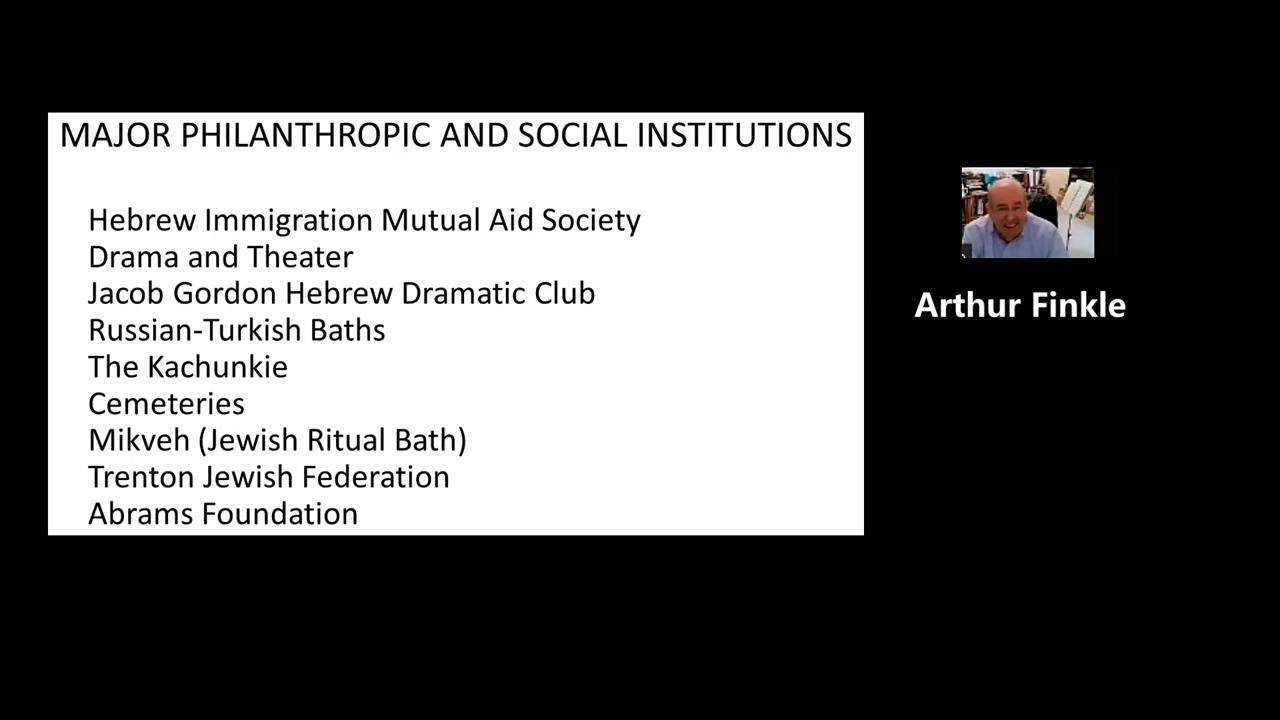 MAJOR PHILANTHROPIC AND SOCIAL INSTITUTIONS
Hebrew Immigration Mutual Aid Society
Drama and Theater
Jacob Gordon Hebrew Dramatic Club
Russian-Turkish Baths
The Kachunkie
Cemeteries
Mikveh (Jewish Ritual Bath)
Trenton Jewish Federation
Abrams Foundation
Arthur Finkle